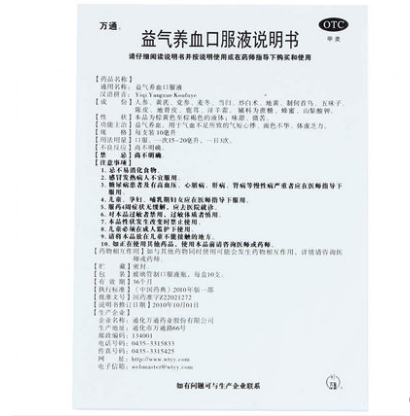 万通®
益气养血口服液说明书
OTC
甲类
请仔细阅读说明书并按说明使用或在药师指导下购买和使用
[药品名称]
通用名称：益气养血口服液
汉语拼音：Yiqi Yangxue Koufuye
[成　　份] 人参、黄芪、党参、麦冬、当归、炒白术、地黄、制何首乌、五味子、
陈皮、地骨皮、鹿茸、淫羊藿。辅料为蔗糖、蜂蜜、山梨酸钾。
[性　　状] 本品为棕黄色至棕褐色的液体；味甜、微苦。
[功能主治] 益气养血。用于气血不足所致的气短心悸、面色不华、体虚乏力。
[规　　格] 每支装10毫升
[用法用量] 口服。一次15~20毫升，一日3次。
[不良反应] 尚不明确。
[禁　　忌] 尚不明确。
[注意事项]
1. 忌不易消化食物。
2. 感冒发热病人不宜服用。
3. 糖尿病患者及有高血压、心脏病、肝病、肾病等慢性病严重者应在医师指导下
服用。
4. 儿童、孕妇、哺乳期妇女应在医师指导下服用。
5. 服药4周症状无缓解，应去医院就诊。
6. 对本品过敏者禁用，过敏体质者慎用。
7. 本品性状发生改变时禁止使用。
8. 儿童必须在成人监护下使用。
9. 请将本品放在儿童不能接触的地方。
10. 如正在使用其他药品，使用本品前请咨询医师或药师。
[药物相互作用] 如与其他药物同时使用可能会发生药物相互作用，详情请咨询医
师或药师。
[贮　　藏] 密封。
[包　　装] 玻璃管制口服液瓶，每盒10支。
[有 效 期] 36个月
[执行标准] 《中国药典》2010年版一部
[批准文号] 国药准字Z22021272
[说明书修订日期] 2010年10月01日
[生产企业]
企业名称：通化万通药业股份有限公司
生产地址：通化市万通路66号
邮政编码：134001
电话号码：0435-3315833
传真号码：0435-3315425
网　　址：http://www.wtyy.com
电子信箱：webmaster@wtyy.com
如有问题可与生产企业联系